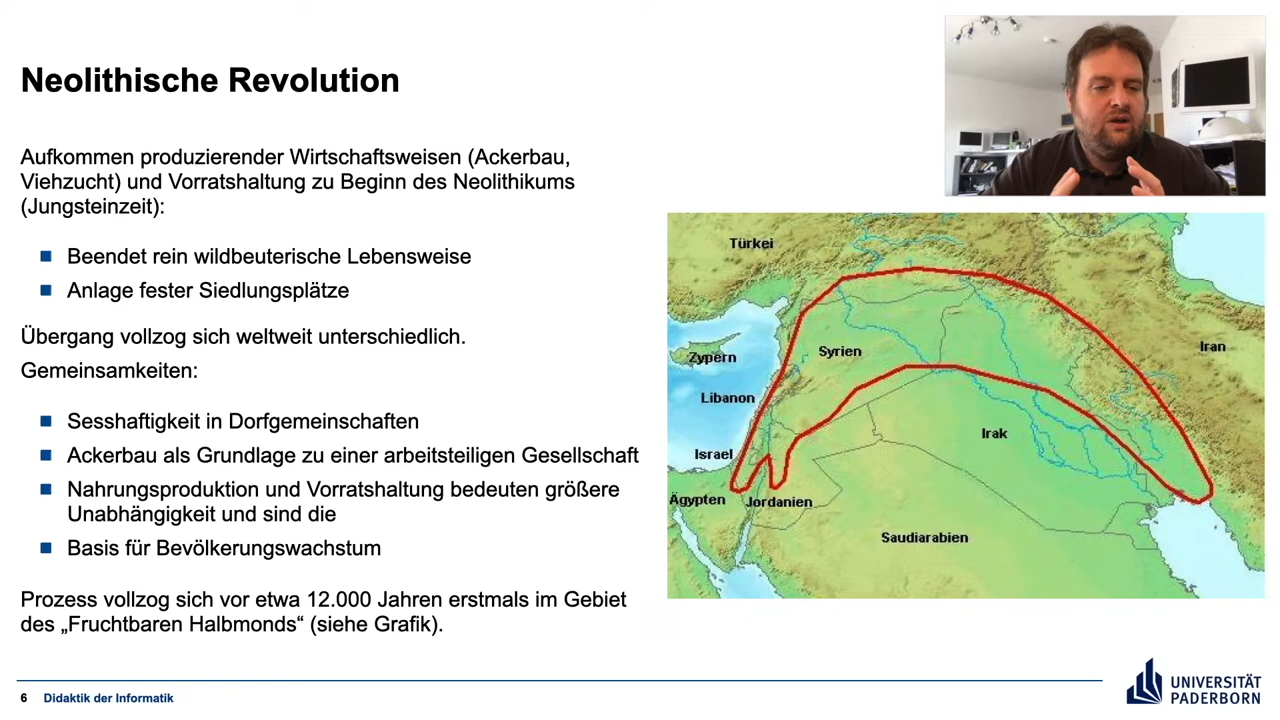 Neolithische Revolution
Aufkommen produzierender Wirtschaftsweisen (Ackerbau,
Viehzucht) und Vorratshaltung zu Beginn des Neolithikums
(Jungsteinzeit):
Beendet rein wildbeuterische Lebensweise
Anlage fester Siedlungsplätze
Übergang vollzog sich weltweit unterschiedlich.
Gemeinsamkeiten:
Sesshaftigkeit in Dorfgemeinschaften
Ackerbau als Grundlage zu einer arbeitsteiligen Gesellschaft
Nahrungsproduktion und Vorratshaltung bedeuten größere
Unabhängigkeit und sind die
Basis für Bevölkerungswachstum
Prozess vollzog sich vor etwa 12.000 Jahren erstmals im Gebiet
des „Fruchtbaren Halbmonds“ (siehe Grafik).
Türkei
Zypern
Syrien
Iran
Libanon
Irak
Israel
Ägypten
Jordanien
Saudiarabien
6 Didaktik der Informatik
UNIVERSITÄT
PADERBORN